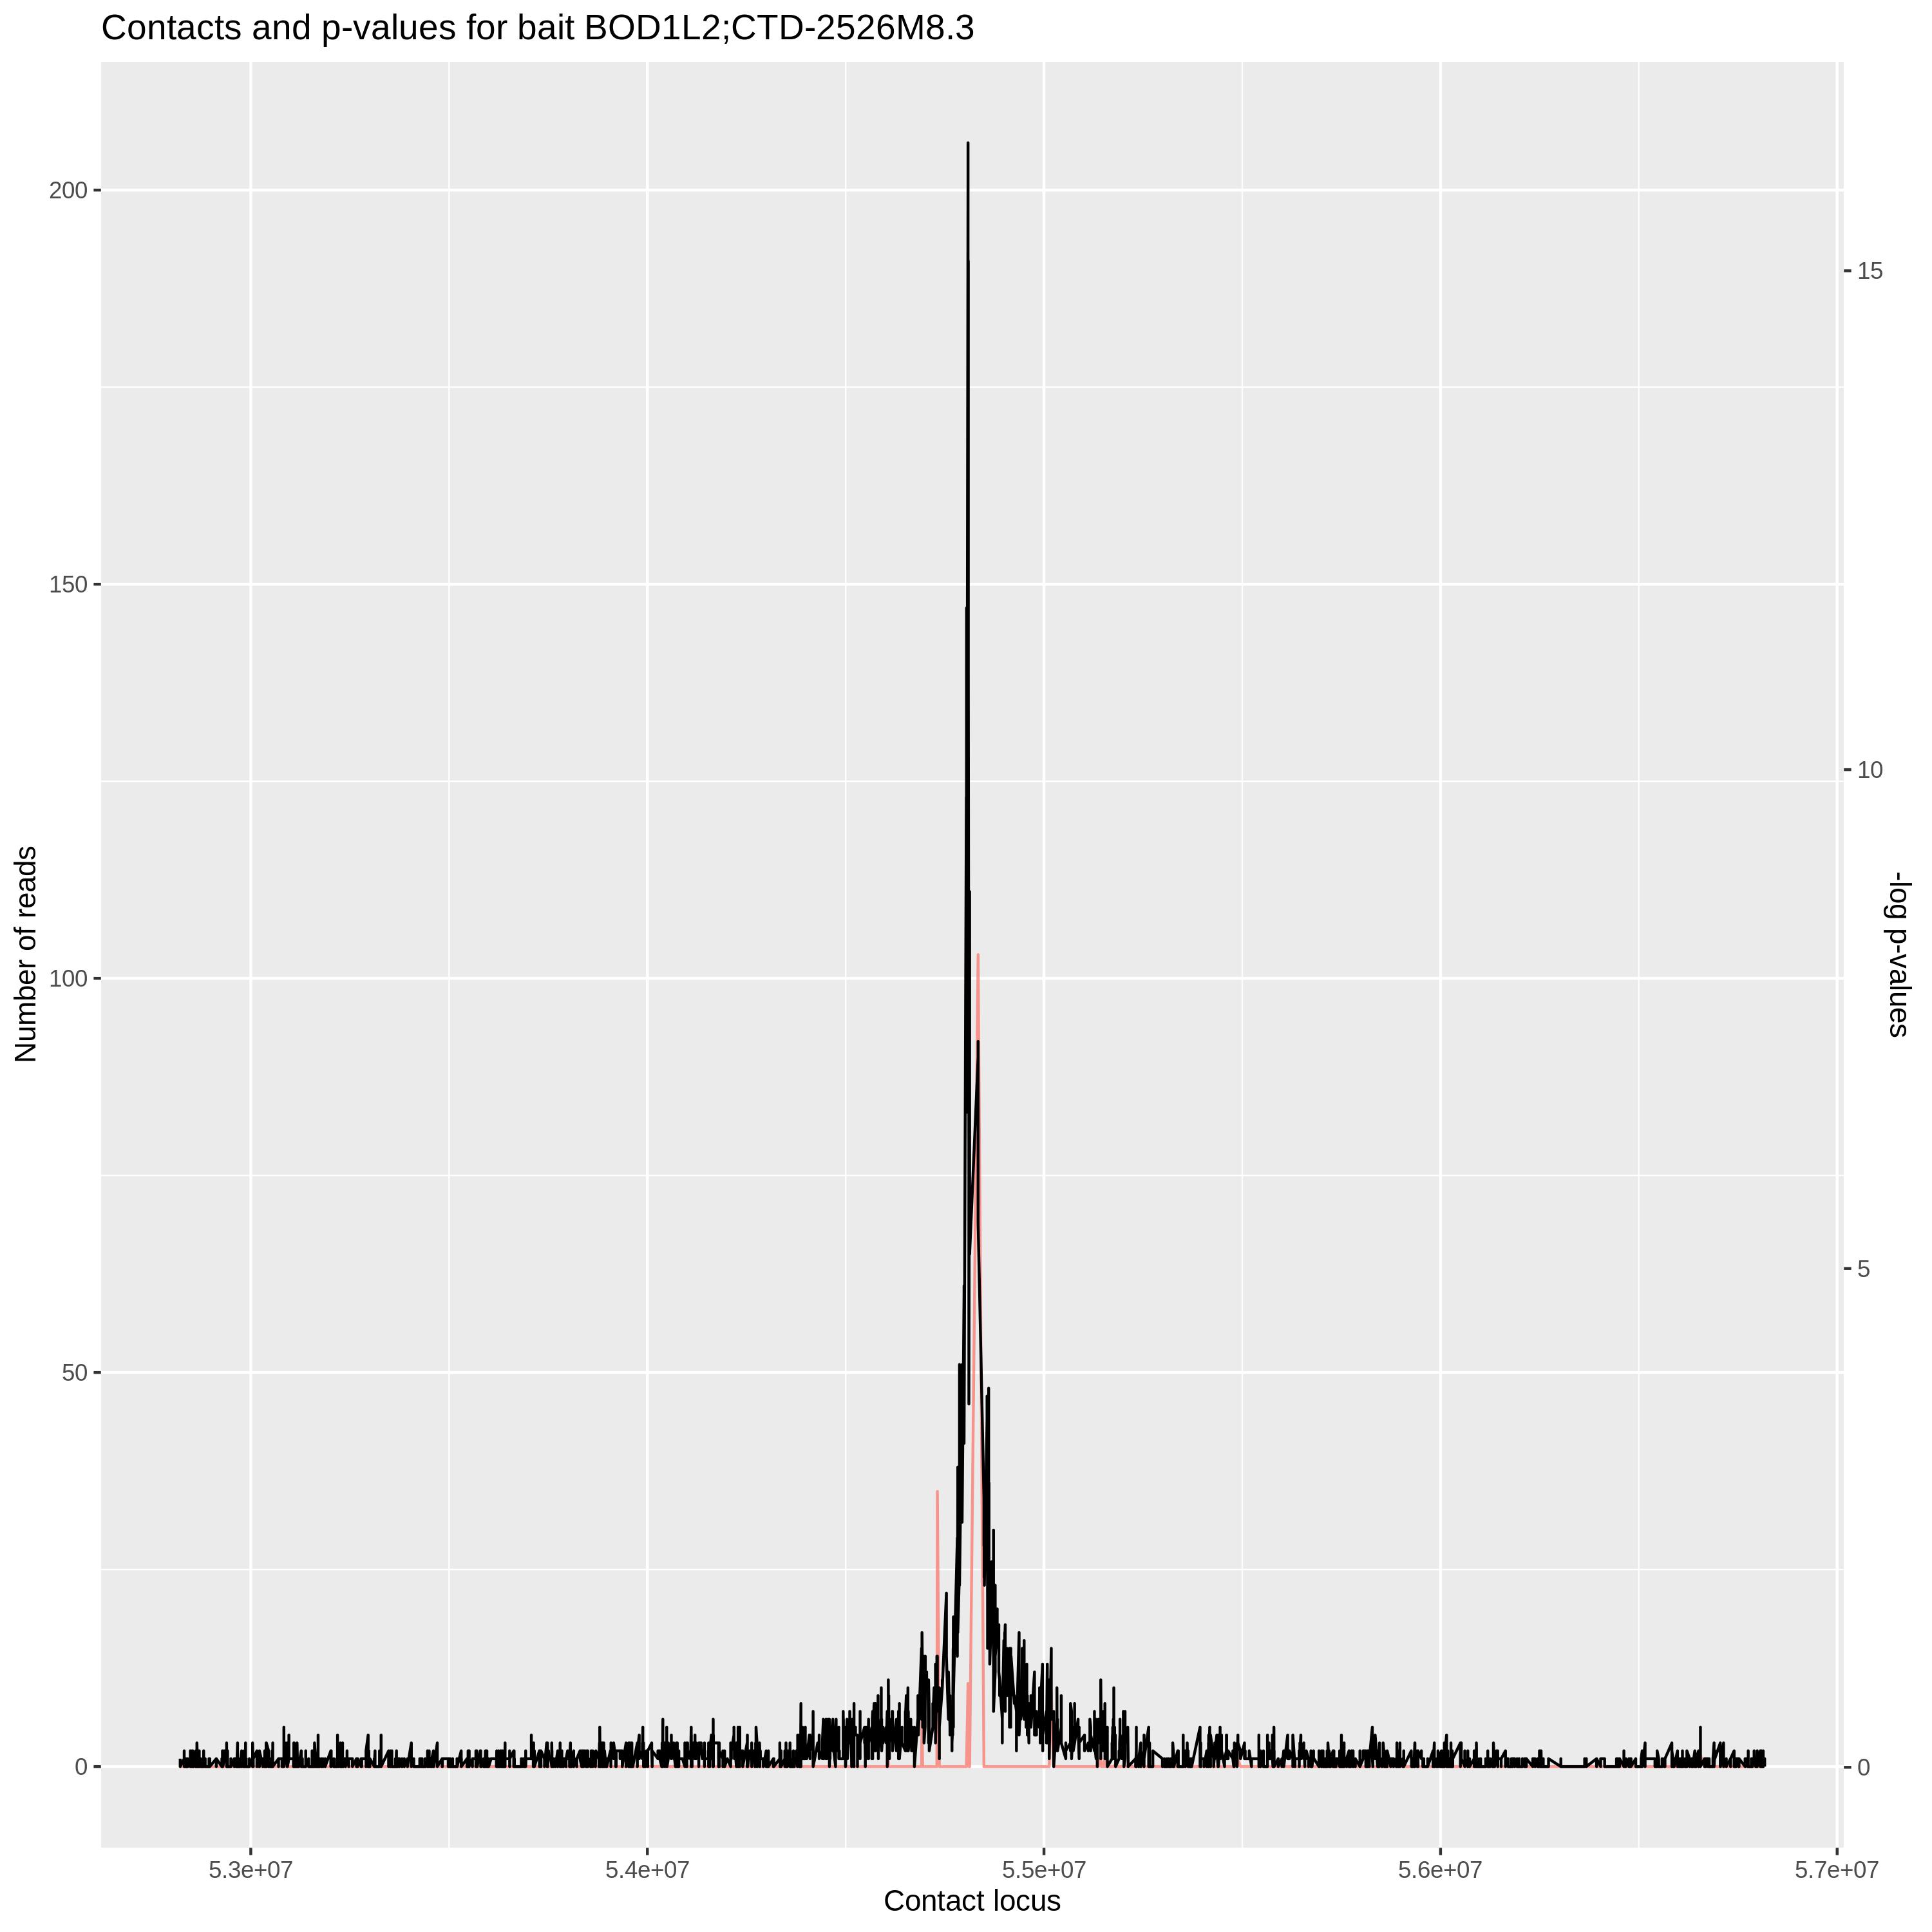 Contacts and p-values for bait BOD1L2;CTD-2526M8.3
200
150
100
50
0
Number of reads
15
10
5
0
-log p-values
5.3e+07
5.4e+07
5.5e+07
5.6e+07
5.7e+07
Contact locus